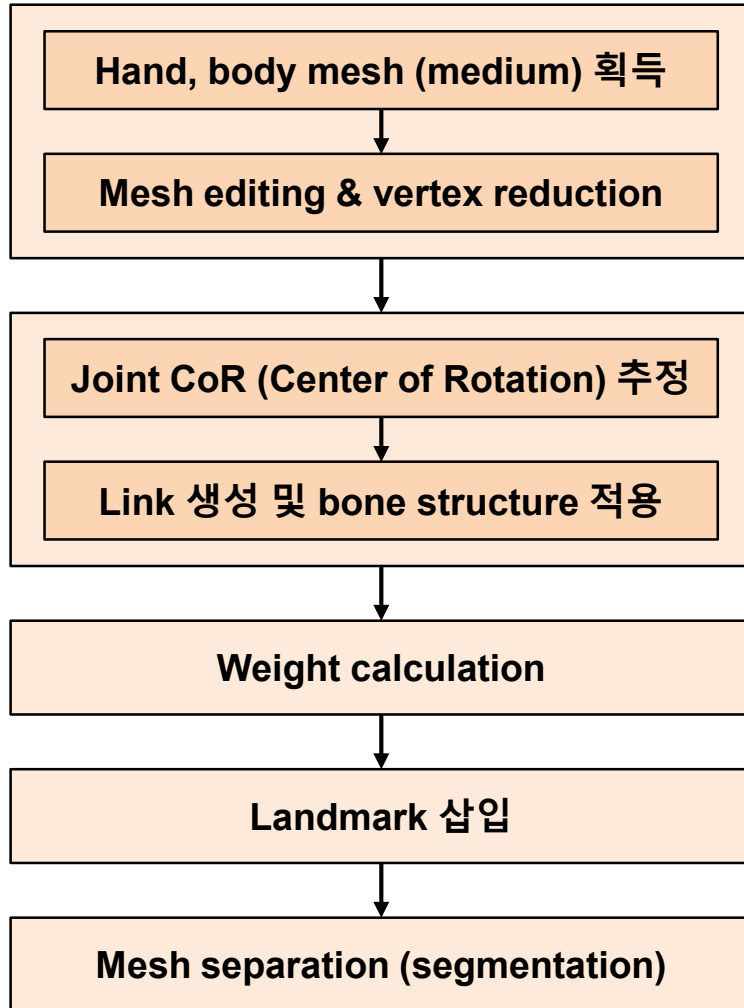 Hand, body mesh (medium) 획득
Mesh editing & vertex reduction
Joint CoR (Center of Rotation) 추정
Link 생성 및 bone structure 적용
Weight calculation
Landmark 삽입
Mesh separation (segmentation)